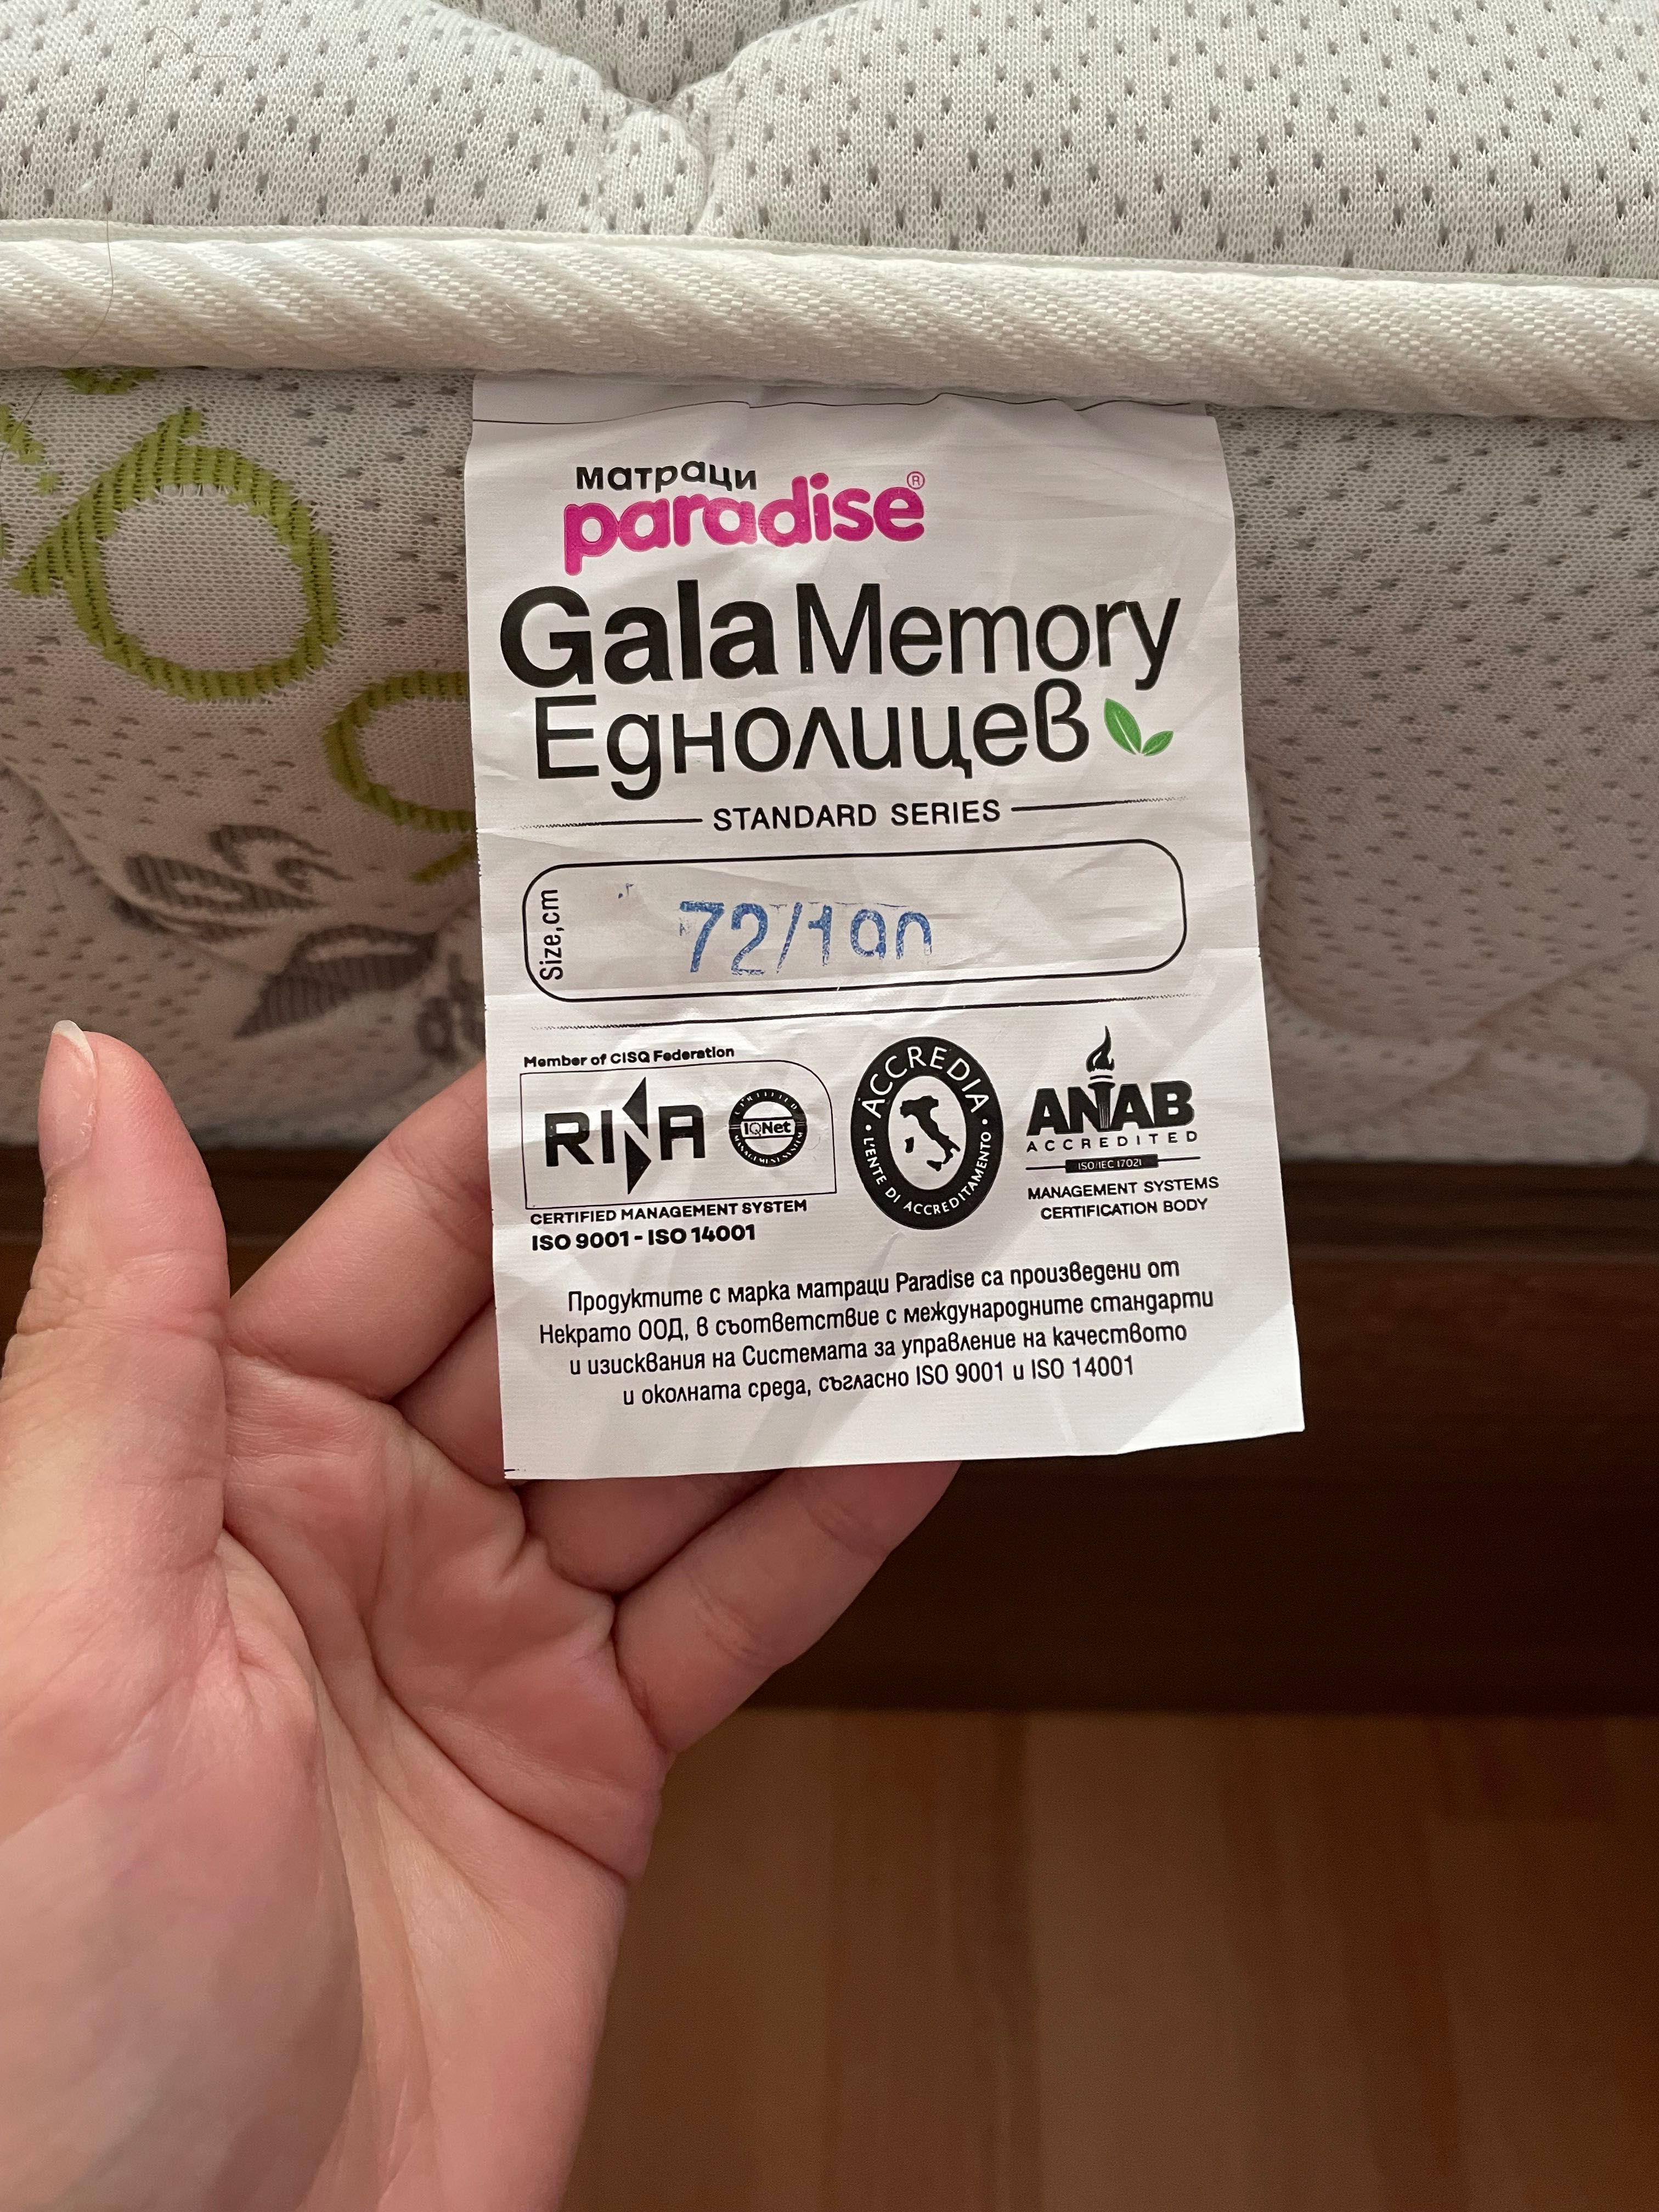 матраци
paradise®
Gala Memory
Еднолицев
STANDARD SERIES
Size,cm
72/190
Member of CISQ Federation
RINA
CERTIFIED
IQNet
MANAGEMENT SYSTEM
CERTIFIED MANAGEMENT SYSTEM
ISO 9001 - ISO 14001
ACCREDIA
L'ENTE DI ACCREDITAMENTO
ANAB
ACCREDITED
ISO/IEC 17021
MANAGEMENT SYSTEMS
CERTIFICATION BODY
Продуктите с марка матраци Paradise са произведени от
Некрато ООД, в съответствие с международните стандарти
и изисквания на Системата за управление на качеството
и околната среда, съгласно ISO 9001 и ISO 14001